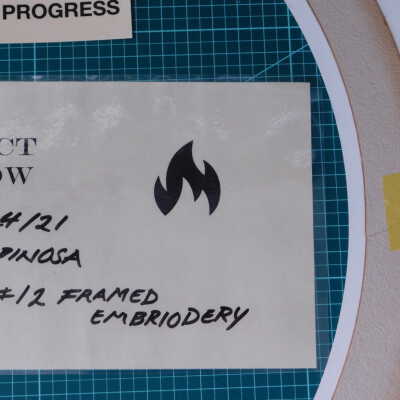 PROGRESS
CT
OW
4/21
PINOSA
#12 FRAMED
EMBRIODERY